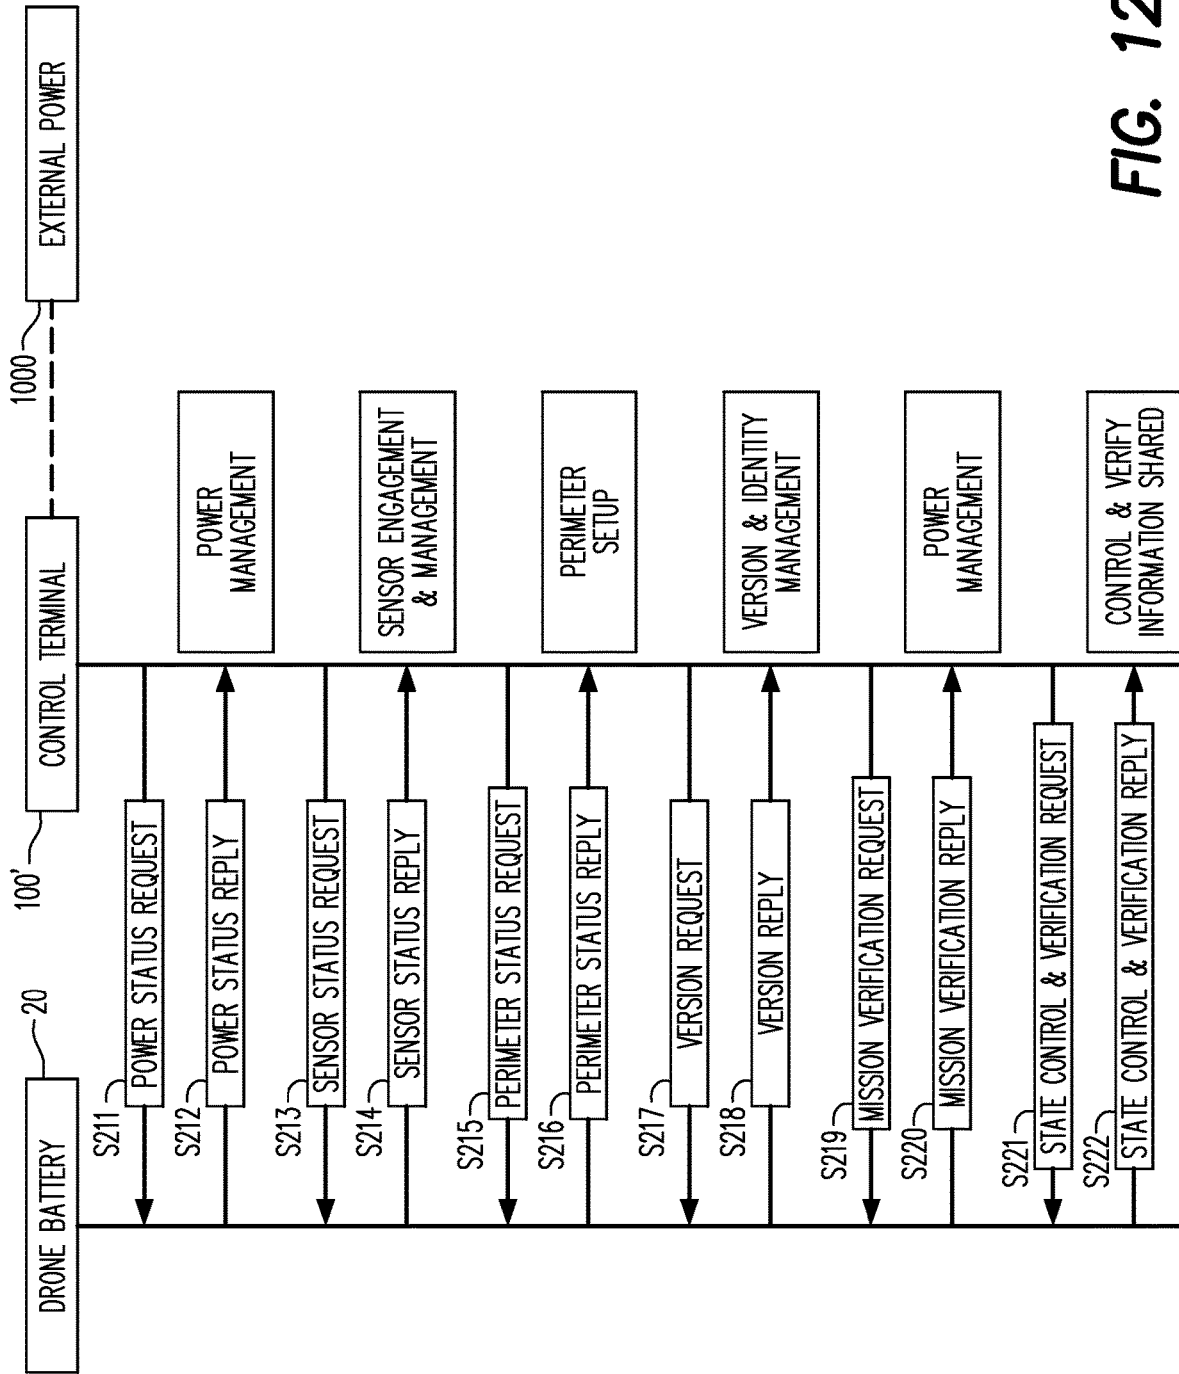 DRONE BATTERY
20
CONTROL TERMINAL
100'
EXTERNAL POWER
1000
S211
POWER STATUS REQUEST
S212
POWER STATUS REPLY
POWER
MANAGEMENT
S213
SENSOR STATUS REQUEST
S214
SENSOR STATUS REPLY
SENSOR ENGAGEMENT
& MANAGEMENT
S215
PERIMETER STATUS REQUEST
S216
PERIMETER STATUS REPLY
PERIMETER
SETUP
S217
VERSION REQUEST
S218
VERSION REPLY
VERSION & IDENTITY
MANAGEMENT
S219
MISSION VERIFICATION REQUEST
S220
MISSION VERIFICATION REPLY
POWER
MANAGEMENT
S221
STATE CONTROL & VERIFICATION REQUEST
S222
STATE CONTROL & VERIFICATION REPLY
CONTROL & VERIFY
INFORMATION SHARED
FIG. 12